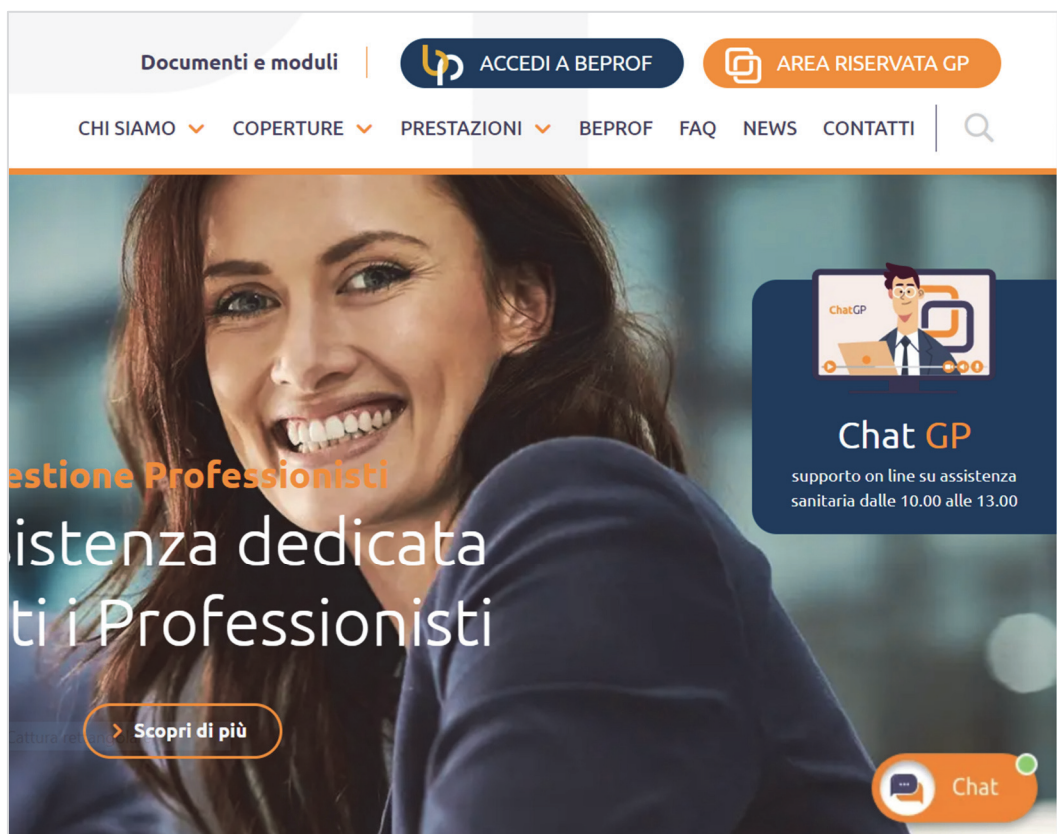 Documenti e moduli
ACCEDI A BEPROF
AREA RISERVATA GP
CHI SIAMO
COPERTURE
PRESTAZIONI
BEPROF
FAQ
NEWS
CONTATTI
ChatGP
Chat GP
supporto on line su assistenza
sanitaria dalle 10.00 alle 13.00
estione Professionisti
istenza dedicata
ti i Professionisti
Scopri di più
Chat